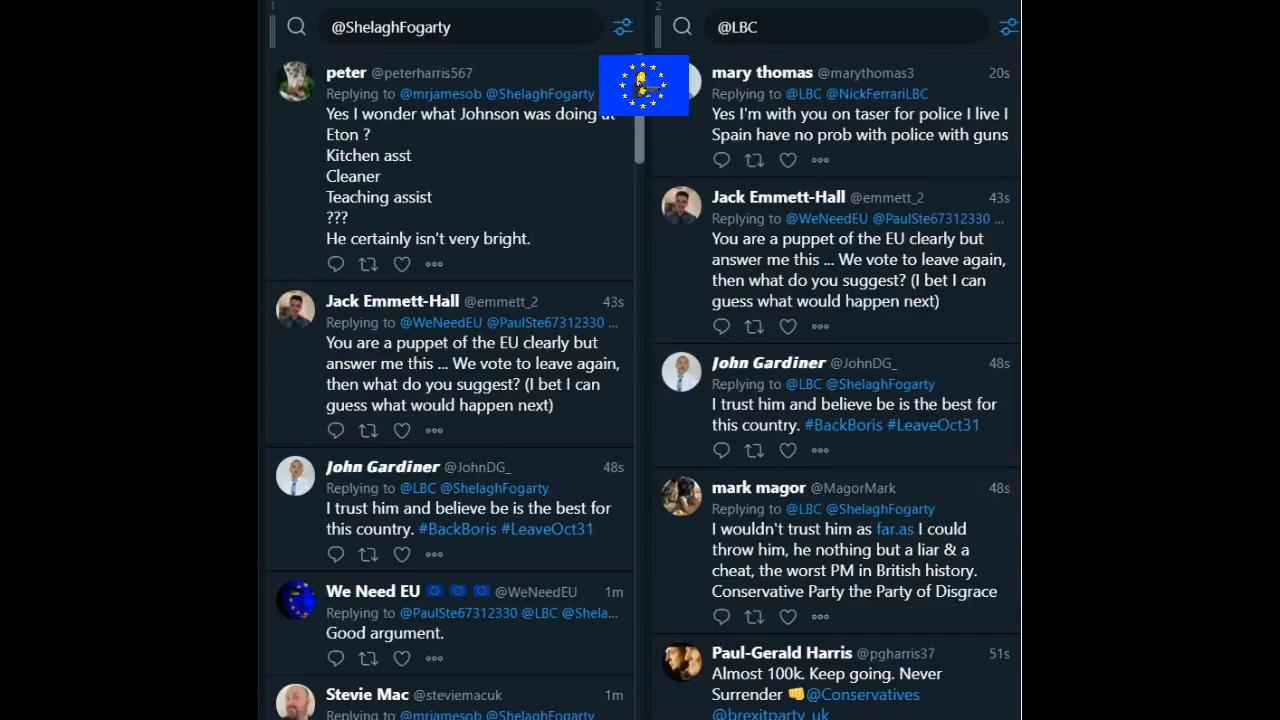 1
@ShelaghFogarty
peter @peterharris567
Replying to @mrjamesob @ShelaghFogarty
Yes I wonder what Johnson was doing at
Eton ?
Kitchen asst
Cleaner
Teaching assist
???
He certainly isn't very bright.
Jack Emmett-Hall @emmett_2 43s
Replying to @WeNeedEU @PaulSte67312330 ...
You are a puppet of the EU clearly but
answer me this ... We vote to leave again,
then what do you suggest? (I bet I can
guess what would happen next)
John Gardiner @JohnDG_ 48s
Replying to @LBC @ShelaghFogarty
I trust him and believe be is the best for
this country. #BackBoris #LeaveOct31
We Need EU @WeNeedEU 1m
Replying to @PaulSte67312330 @LBC @Shela...
Good argument.
Stevie Mac @steviemacuk 1m
Replying to @mrjamesob @ShelaghFogarty
2
@LBC
mary thomas @marythomas3 20s
Replying to @LBC @NickFerrariLBC
Yes I'm with you on taser for police I live I
Spain have no prob with police with guns
Jack Emmett-Hall @emmett_2 43s
Replying to @WeNeedEU @PaulSte67312330 ...
You are a puppet of the EU clearly but
answer me this ... We vote to leave again,
then what do you suggest? (I bet I can
guess what would happen next)
John Gardiner @JohnDG_ 48s
Replying to @LBC @ShelaghFogarty
I trust him and believe be is the best for
this country. #BackBoris #LeaveOct31
mark magor @MagorMark 48s
Replying to @LBC @ShelaghFogarty
I wouldn't trust him as far.as I could
throw him, he nothing but a liar & a
cheat, the worst PM in British history.
Conservative Party the Party of Disgrace
Paul-Gerald Harris @pgharris37 51s
Almost 100k. Keep going. Never
Surrender 👊@Conservatives
@brexitparty_uk